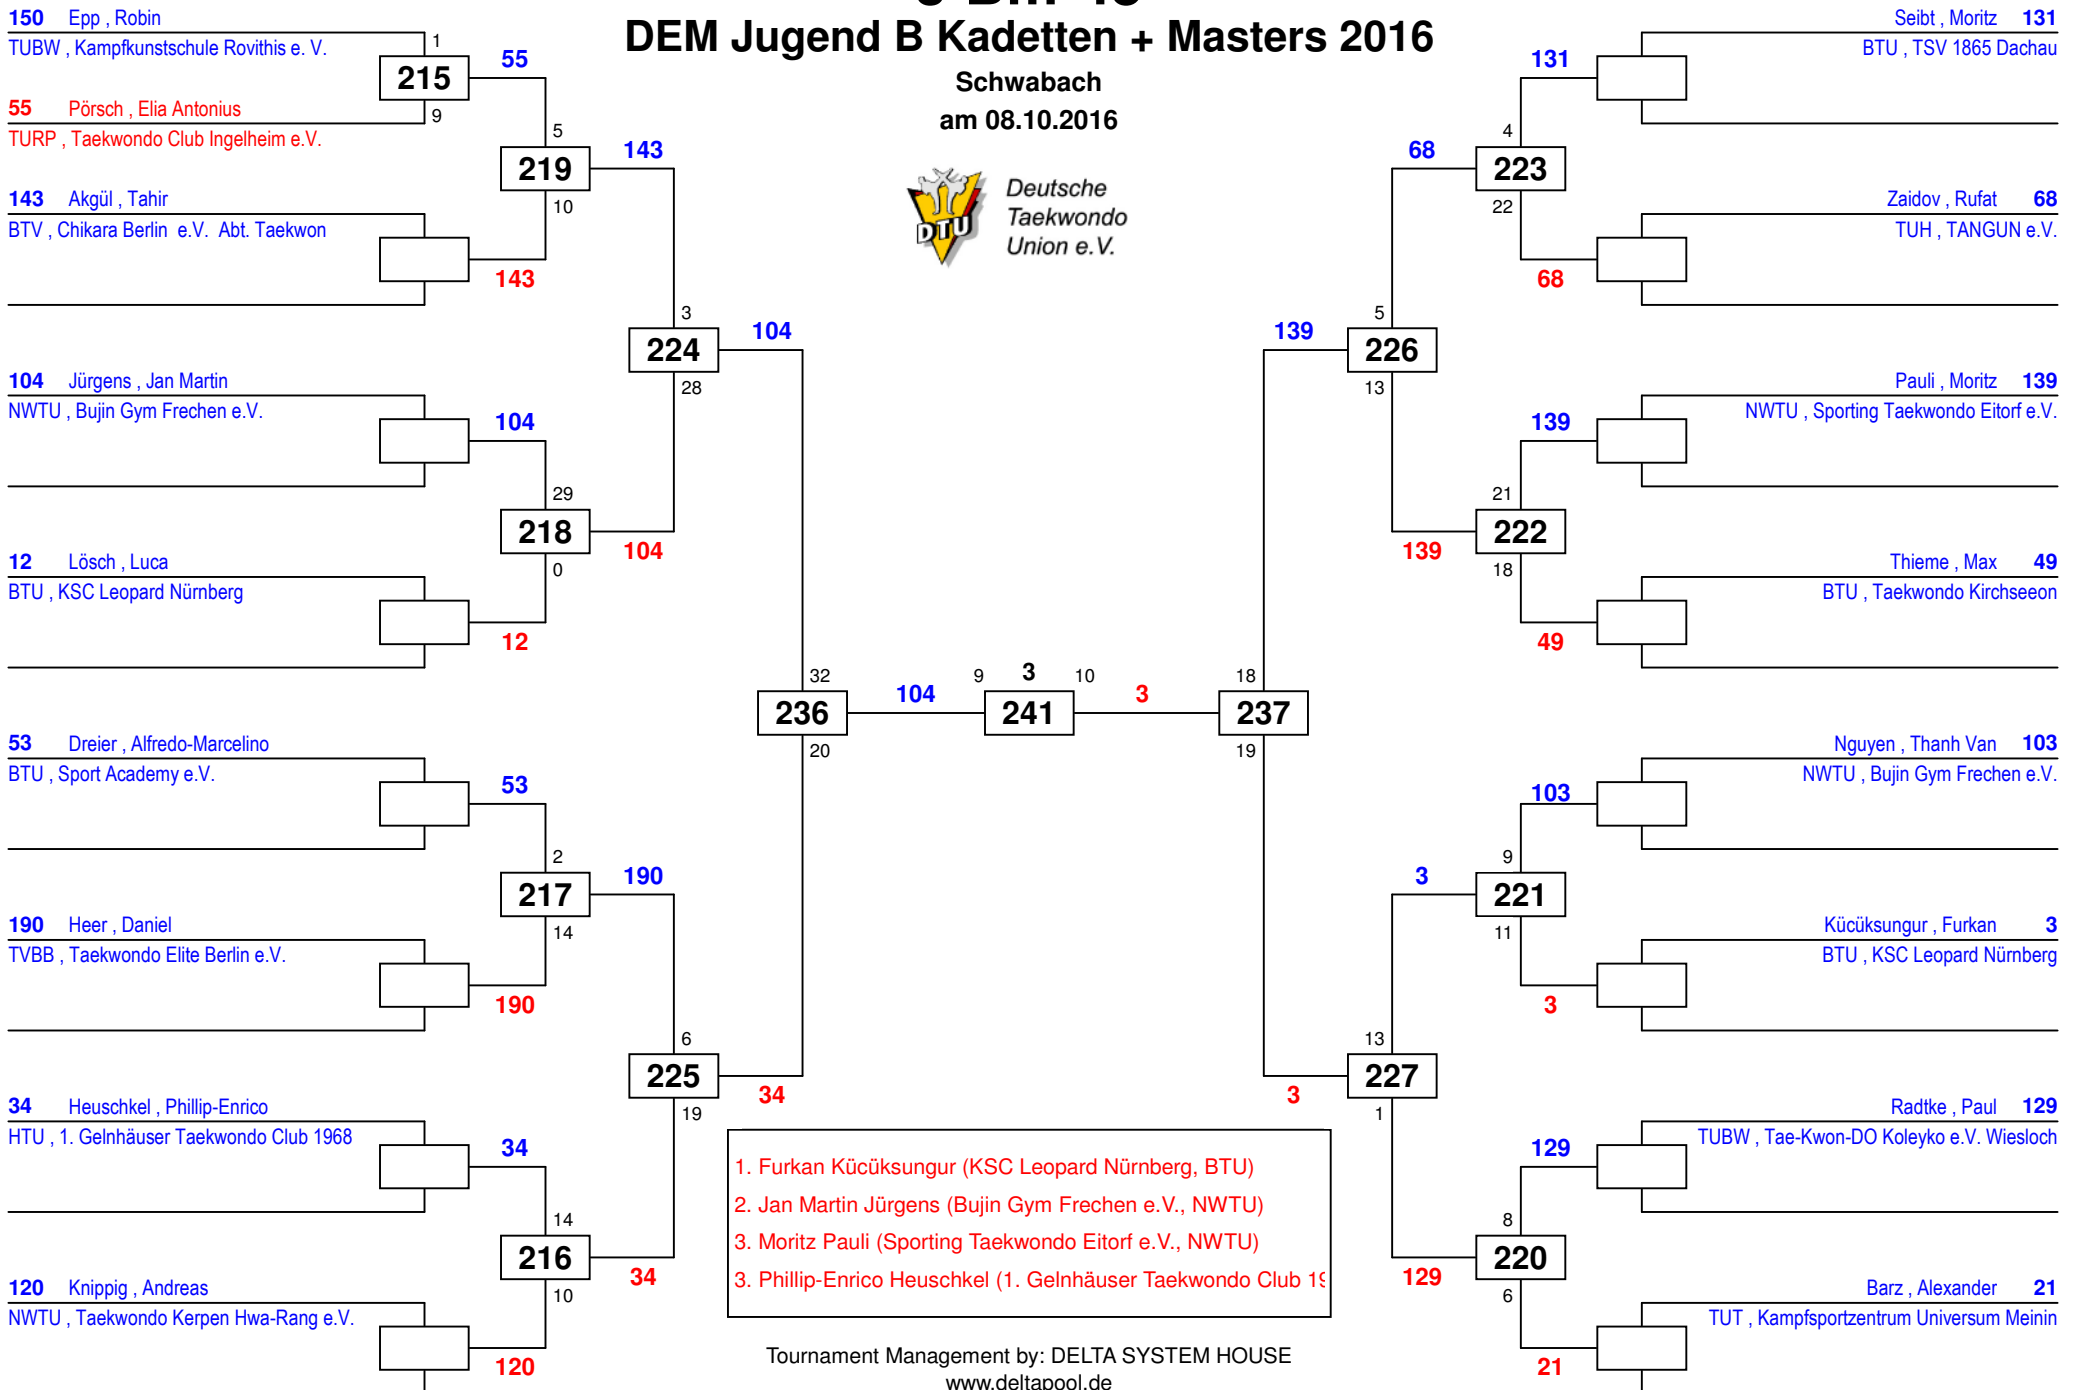 DEM Jugend B Kadetten + Masters 2016
Schwabach
am 08.10.2016
Deutsche
Taekwondo
Union e.V.
DTU
150 Epp , Robin
TUBW , Kampfkunstschule Rovithis e. V.
1
215
55
9
55 Pörsch , Elia Antonius
TURP , Taekwondo Club Ingelheim e.V.
5
219
143
10
143 Akgül , Tahir
BTV , Chikara Berlin e.V. Abt. Taekwon
143
3
224
104
28
104 Jürgens , Jan Martin
NWTU , Bujin Gym Frechen e.V.
104
29
218
104
0
12 Lösch , Luca
BTU , KSC Leopard Nürnberg
12
32
236
104
20
53 Dreier , Alfredo-Marcelino
BTU , Sport Academy e.V.
53
2
217
190
14
190 Heer , Daniel
TVBB , Taekwondo Elite Berlin e.V.
190
6
225
34
19
34 Heuschkel , Phillip-Enrico
HTU , 1. Gelnhäuser Taekwondo Club 1968
34
14
216
34
10
120 Knippig , Andreas
NWTU , Taekwondo Kerpen Hwa-Rang e.V.
120
9 3 10
241
3
Seibt , Moritz 131
BTU , TSV 1865 Dachau
131
4
223
68
22
Zaidov , Rufat 68
TUH , TANGUN e.V.
68
5
226
139
13
Pauli , Moritz 139
NWTU , Sporting Taekwondo Eitorf e.V.
139
21
222
139
18
Thieme , Max 49
BTU , Taekwondo Kirchseeon
49
18
237
19
Nguyen , Thanh Van 103
NWTU , Bujin Gym Frechen e.V.
103
9
221
3
11
Kücüksungur , Furkan 3
BTU , KSC Leopard Nürnberg
3
13
227
3
1
Radtke , Paul 129
TUBW , Tae-Kwon-DO Koleyko e.V. Wiesloch
129
8
220
129
6
Barz , Alexander 21
TUT , Kampfsportzentrum Universum Meinin
21
1. Furkan Kücüksungur (KSC Leopard Nürnberg, BTU)
2. Jan Martin Jürgens (Bujin Gym Frechen e.V., NWTU)
3. Moritz Pauli (Sporting Taekwondo Eitorf e.V., NWTU)
3. Phillip-Enrico Heuschkel (1. Gelnhäuser Taekwondo Club
Tournament Management by: DELTA SYSTEM HOUSE
www.deltapool.de